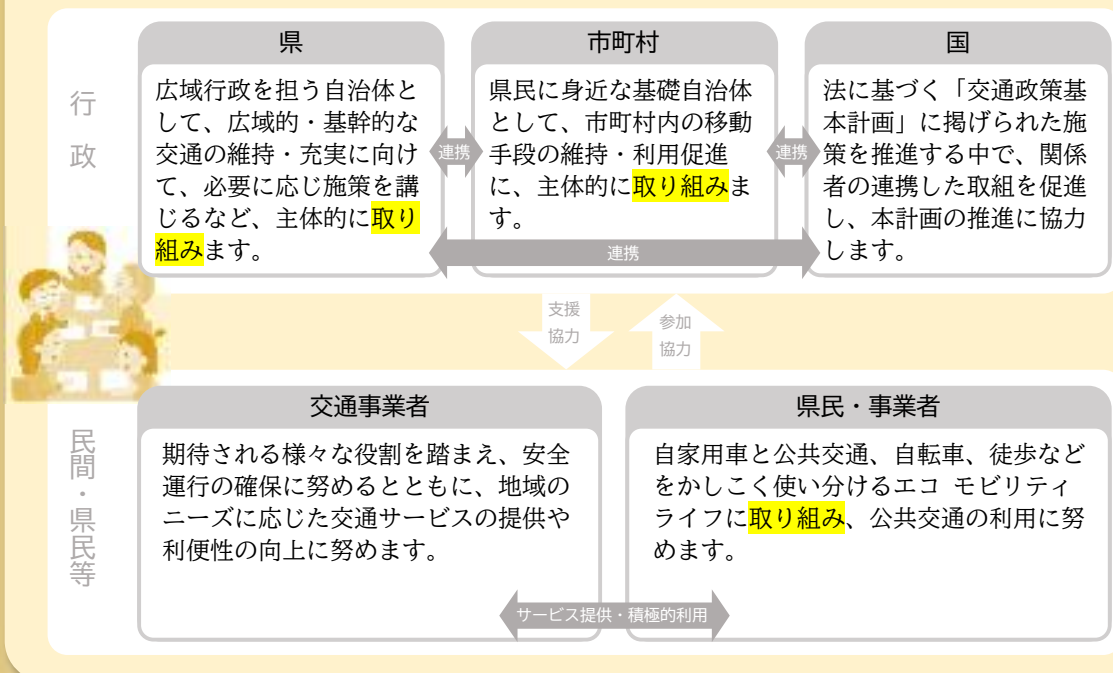 行政
県
広域行政を担う自治体と
して、広域的・基幹的な
交通の維持・充実に向け
て、必要に応じ施策を講
じるなど、主体的に取り
組みます。
連携
市町村
県民に身近な基礎自治体
として、市町村内の移動
手段の維持・利用促進
に、主体的に取り組みま
す。
連携
国
法に基づく「交通政策基
本計画」に掲げられた施
策を推進する中で、関係
者の連携した取組を促進
し、本計画の推進に協力
します。
連携
支援
協力
参加
協力
民間・県民等
交通事業者
期待される様々な役割を踏まえ、安全
運行の確保に努めるとともに、地域の
ニーズに応じた交通サービスの提供や
利便性の向上に努めます。
県民・事業者
自家用車と公共交通、自転車、徒歩など
をかしこく使い分けるエコ モビリティ
ライフに取り組み、公共交通の利用に努
めます。
サービス提供・積極的利用